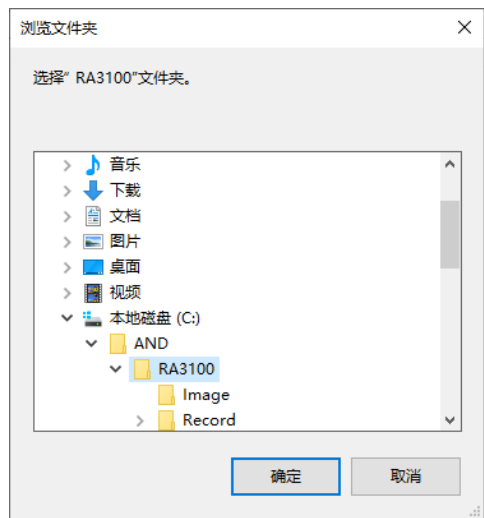 浏览文件夹
选择" RA3100"文件夹。
音乐
下载
文档
图片
桌面
视频
本地磁盘 (C:)
AND
RA3100
Image
Record
确定
取消